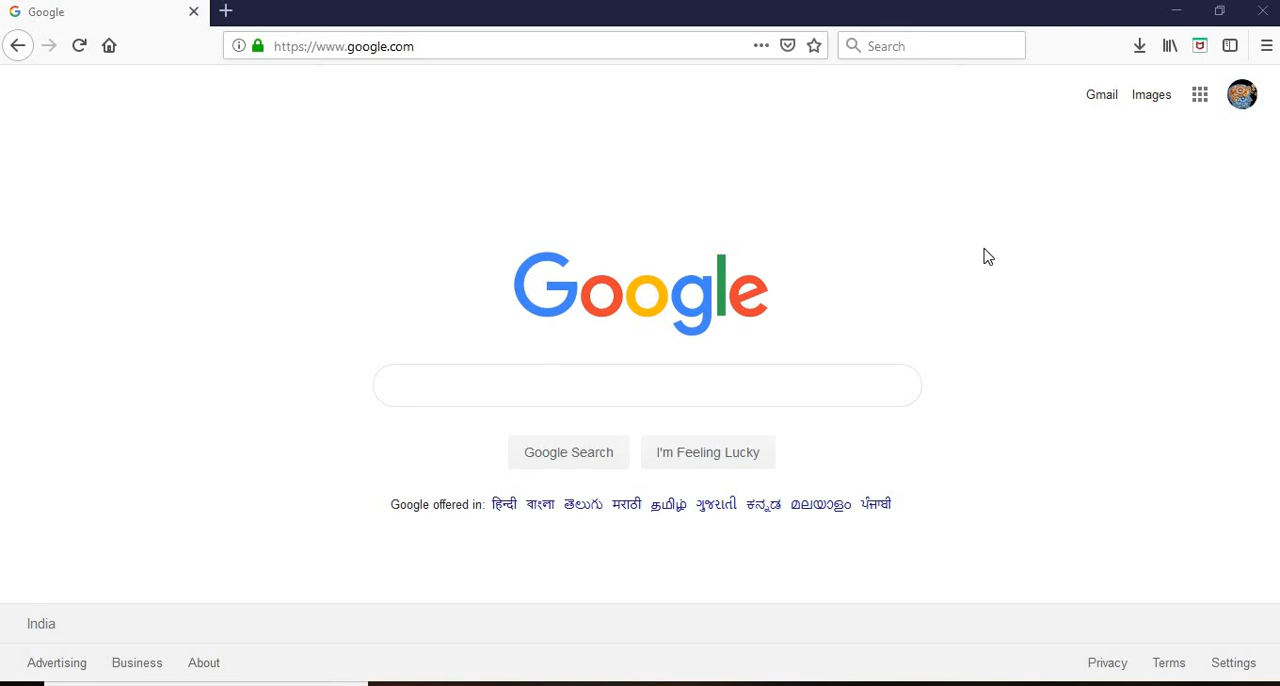 Google
https://www.google.com
Search
Gmail Images
Google
Google Search I'm Feeling Lucky
Google offered in: हिन्दी বাংলা తెలుగు मराठी தமிழ் ગુજરાતી ಕನ್ನಡ മലയാളം ਪੰਜਾਬੀ
India
Advertising Business About
Privacy Terms Settings